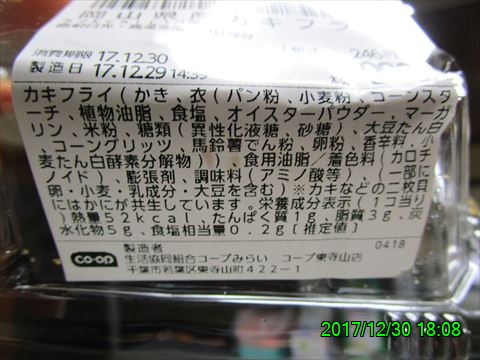 消費期限 17.12.30
製造日 17.12.29
カキフライ(かき、衣(パン粉、小麦粉、コーンスタ
ーチ、植物油脂、食塩、オイスターパウダー、マーガ
リン、米粉、糖類(異性化液糖、砂糖)、大豆たん白
、コーングリッツ、馬鈴薯でん粉、卵粉、香辛料、小
麦たん白酵素分解物))、食用油脂/着色料(カロチ
ノイド)、膨張剤、調味料(アミノ酸等)、(一部に
卵・小麦・乳成分・大豆を含む)※カキなどの二枚貝
にはかにが共生しています。栄養成分表示(1コ当り
)熱量52kcal、たんぱく質1g、脂質3g、炭
水化物5g、食塩相当量0.2g(推定値)
0418
製造者
CO・OP
生活協同組合コープみらい コープ東寺山店
千葉市若葉区東寺山町422-1
2017/12/30 18:08